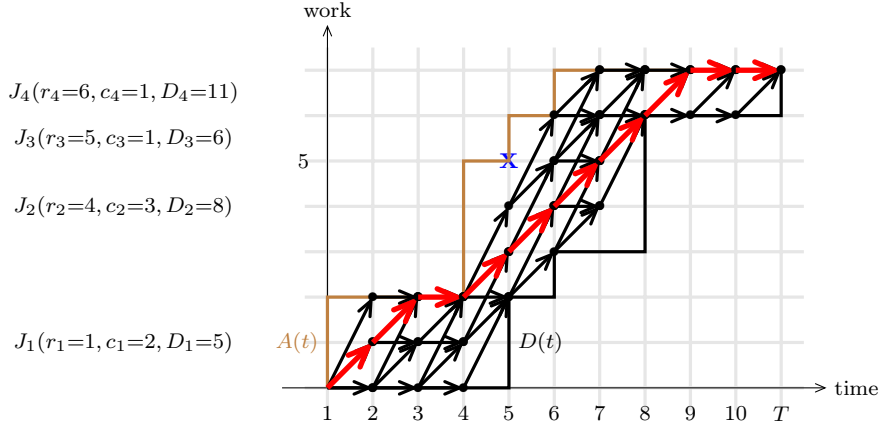 work
J₄(r₄=6, c₄=1, D₄=11)
J₃(r₃=5, c₃=1, D₃=6)
5
X
J₂(r₂=4, c₂=3, D₂=8)
J₁(r₁=1, c₁=2, D₁=5)
A(t)
D(t)
time
1 2 3 4 5 6 7 8 9 10 T